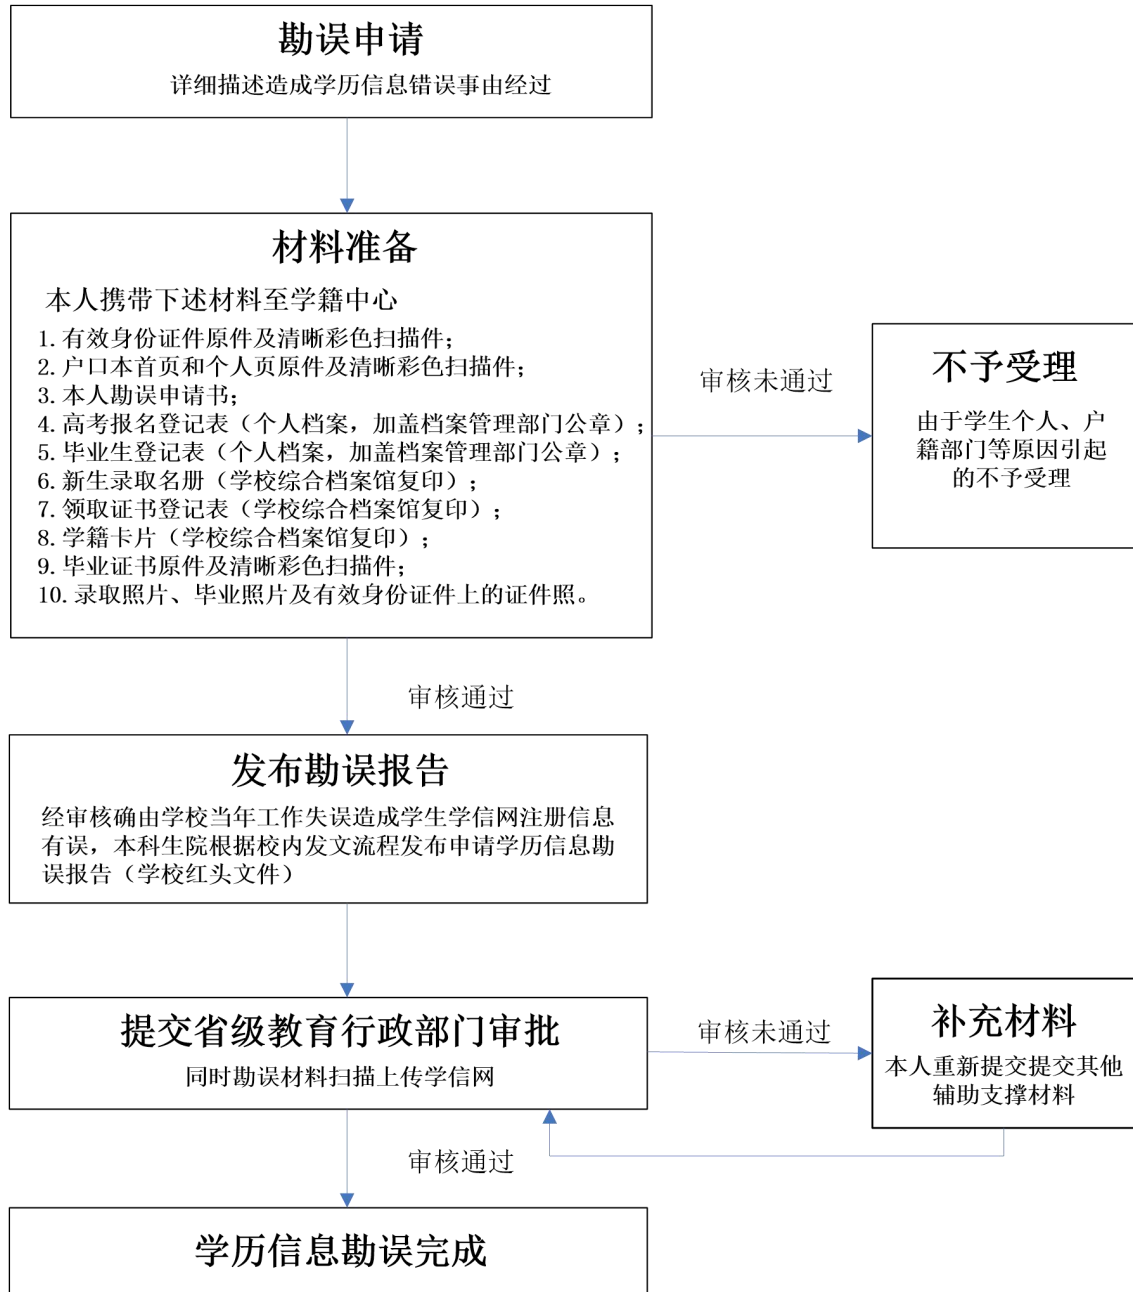 勘误申请
详细描述造成学历信息错误事由经过
材料准备
本人携带下述材料至学籍中心
1. 有效身份证件原件及清晰彩色扫描件；
2. 户口本首页和个人页原件及清晰彩色扫描件；
3. 本人勘误申请书；
4. 高考报名登记表（个人档案，加盖档案管理部门公章）；
5. 毕业生登记表（个人档案，加盖档案管理部门公章）；
6. 新生录取名册（学校综合档案馆复印）；
7. 领取证书登记表（学校综合档案馆复印）；
8. 学籍卡片（学校综合档案馆复印）；
9. 毕业证书原件及清晰彩色扫描件；
10. 录取照片、毕业照片及有效身份证件上的证件照。
审核未通过
不予受理
由于学生个人、户
籍部门等原因引起
的不予受理
审核通过
发布勘误报告
经审核确由学校当年工作失误造成学生学信网注册信息
有误，本科生院根据校内发文流程发布申请学历信息勘
误报告（学校红头文件）
提交省级教育行政部门审批
同时勘误材料扫描上传学信网
审核未通过
补充材料
本人重新提交提交其他
辅助支撑材料
审核通过
学历信息勘误完成